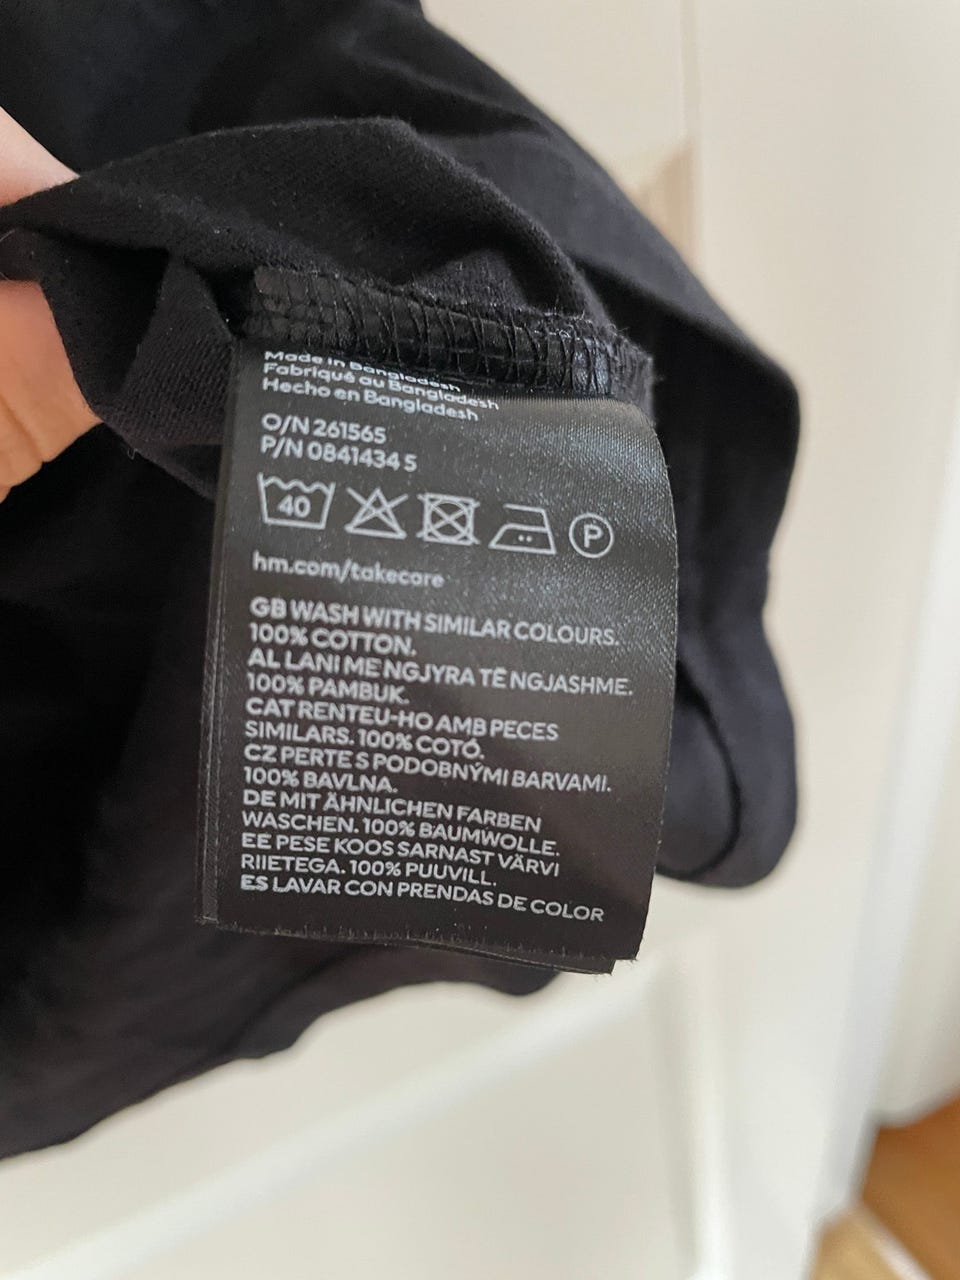 Made in Bangladesh
Fabriqué au Bangladesh
Hecho en Bangladesh
O/N 261565
P/N 0841434 5
40 P
hm.com/takecare
GB WASH WITH SIMILAR COLOURS.
100% COTTON.
AL LANI ME NGJYRA TË NGJASHME.
100% PAMBUK.
CAT RENTEU-HO AMB PECES
SIMILARS. 100% COTÓ.
CZ PERTE S PODOBNÝMI BARVAMI.
100% BAVLNA.
DE MIT ÄHNLICHEN FARBEN
WASCHEN. 100% BAUMWOLLE.
EE PESE KOOS SARNAST VÄRVI
RIIETEGA. 100% PUUVILL.
ES LAVAR CON PRENDAS DE COLOR